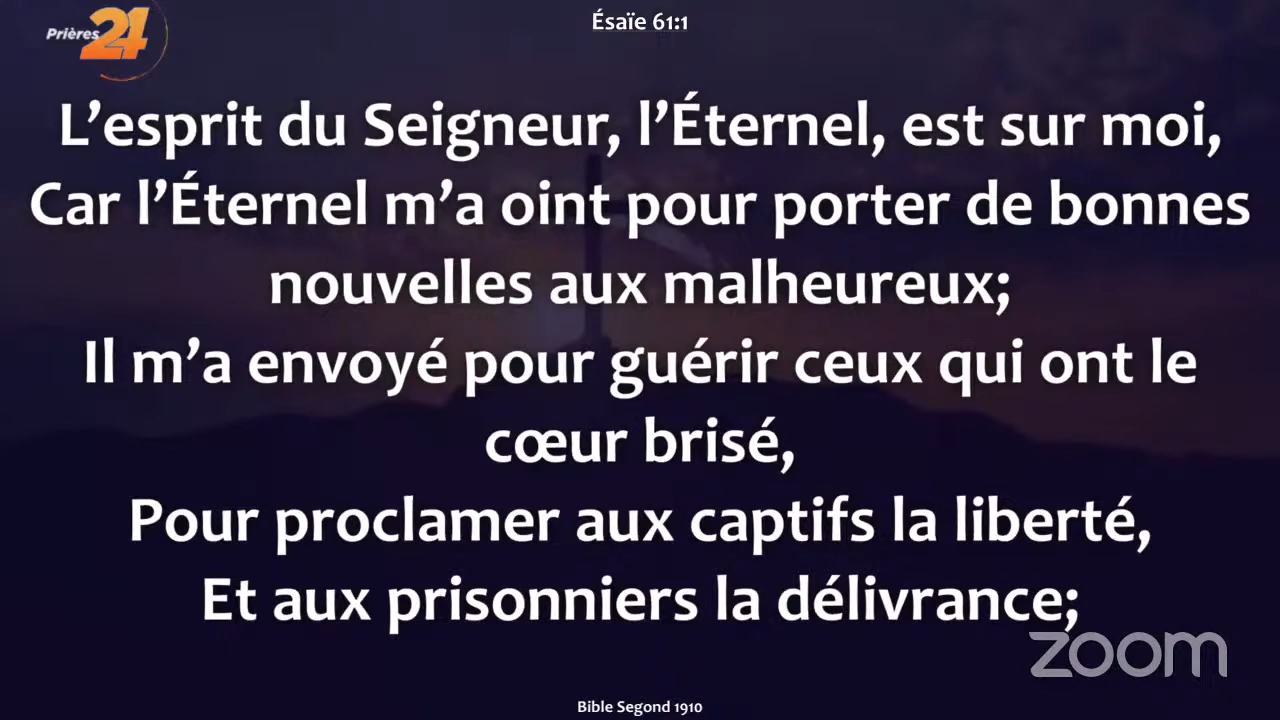 Prières 24
Ésaïe 61:1
L’esprit du Seigneur, l’Éternel, est sur moi,
Car l’Éternel m’a oint pour porter de bonnes
nouvelles aux malheureux;
Il m’a envoyé pour guérir ceux qui ont le
cœur brisé,
Pour proclamer aux captifs la liberté,
Et aux prisonniers la délivrance;
zoom
Bible Segond 1910